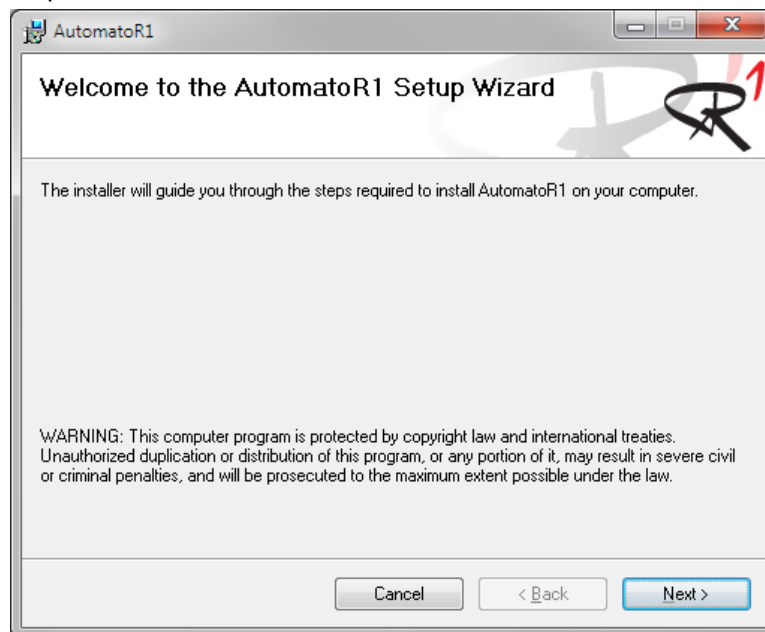 AutomatoR1
Welcome to the AutomatoR1 Setup Wizard
R1
The installer will guide you through the steps required to install AutomatoR1 on your computer.
WARNING: This computer program is protected by copyright law and international treaties.
Unauthorized duplication or distribution of this program, or any portion of it, may result in severe civil
or criminal penalties, and will be prosecuted to the maximum extent possible under the law.
Cancel
< Back
Next >